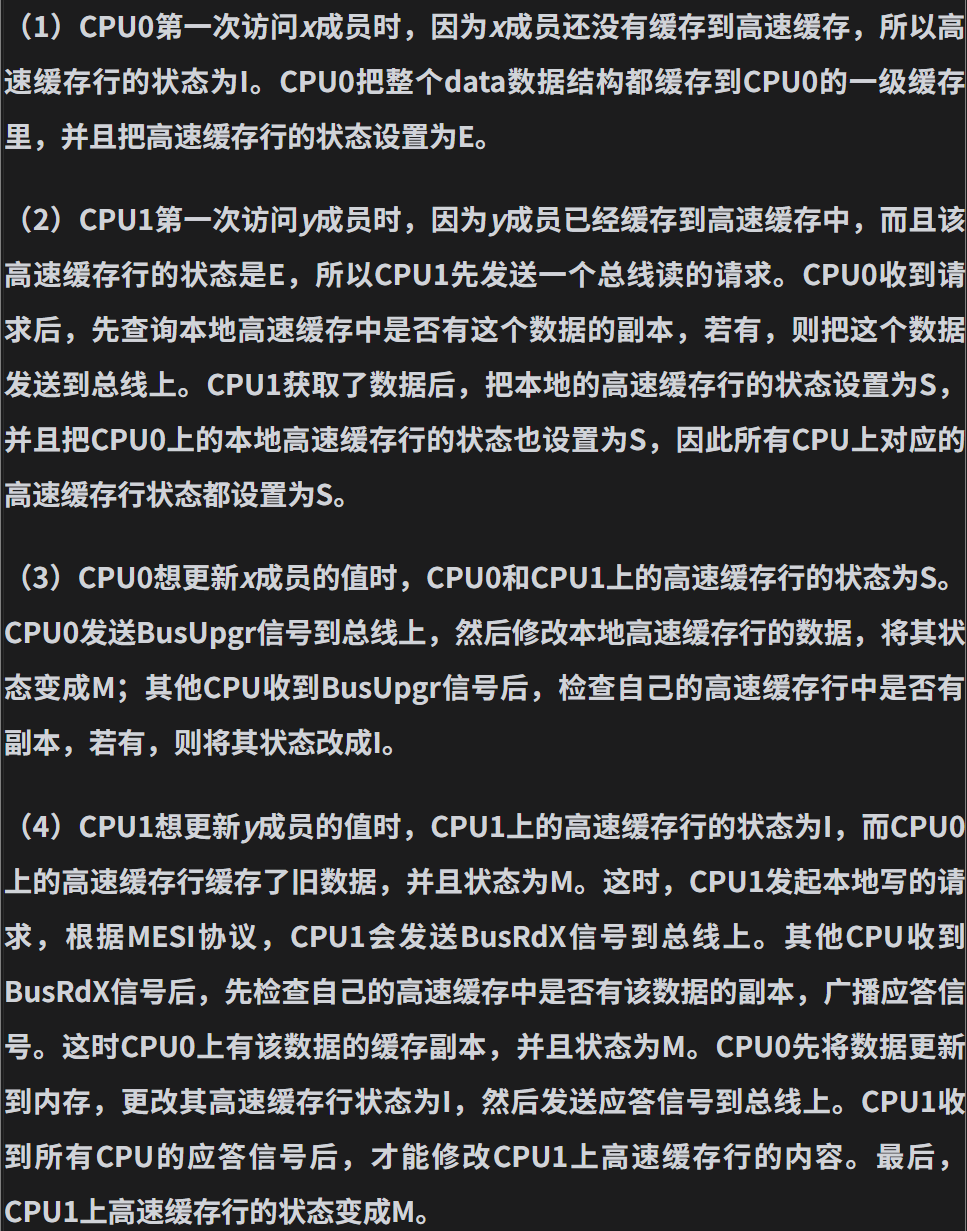 （1）CPU0第一次访问x成员时，因为x成员还没有缓存到高速缓存，所以高
速缓存行的状态为I。CPU0把整个data数据结构都缓存到CPU0的一级缓存
里，并且把高速缓存行的状态设置为E。
（2）CPU1第一次访问y成员时，因为y成员已经缓存到高速缓存中，而且该
高速缓存行的状态是E，所以CPU1先发送一个总线读的请求。CPU0收到请
求后，先查询本地高速缓存中是否有这个数据的副本，若有，则把这个数据
发送到总线上。CPU1获取了数据后，把本地的高速缓存行的状态设置为S，
并且把CPU0上的本地高速缓存行的状态也设置为S，因此所有CPU上对应的
高速缓存行状态都设置为S。
（3）CPU0想更新x成员的值时，CPU0和CPU1上的高速缓存行的状态为S。
CPU0发送BusUpgr信号到总线上，然后修改本地高速缓存行的数据，将其状
态变成M；其他CPU收到BusUpgr信号后，检查自己的高速缓存行中是否有
副本，若有，则将其状态改成I。
（4）CPU1想更新y成员的值时，CPU1上的高速缓存行的状态为I，而CPU0
上的高速缓存行缓存了旧数据，并且状态为M。这时，CPU1发起本地写的请
求，根据MESI协议，CPU1会发送BusRdX信号到总线上。其他CPU收到
BusRdX信号后，先检查自己的高速缓存中是否有该数据的副本，广播应答信
号。这时CPU0上有该数据的缓存副本，并且状态为M。CPU0先将数据更新
到内存，更改其高速缓存行状态为I，然后发送应答信号到总线上。CPU1收
到所有CPU的应答信号后，才能修改CPU1上高速缓存行的内容。最后，
CPU1上高速缓存行的状态变成M。